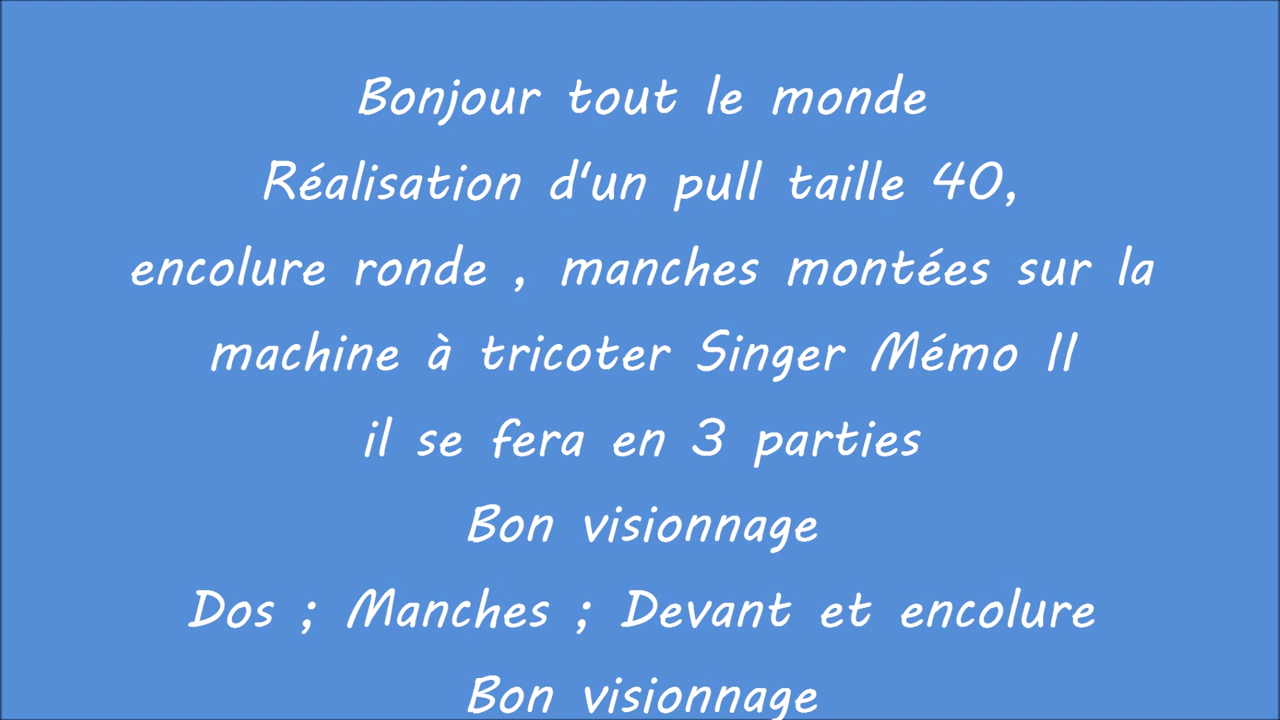 Bonjour tout le monde
Réalisation d'un pull taille 40,
encolure ronde , manches montées sur la
machine à tricoter Singer Mémo II
il se fera en 3 parties
Bon visionnage
Dos ; Manches ; Devant et encolure
Bon visionnage